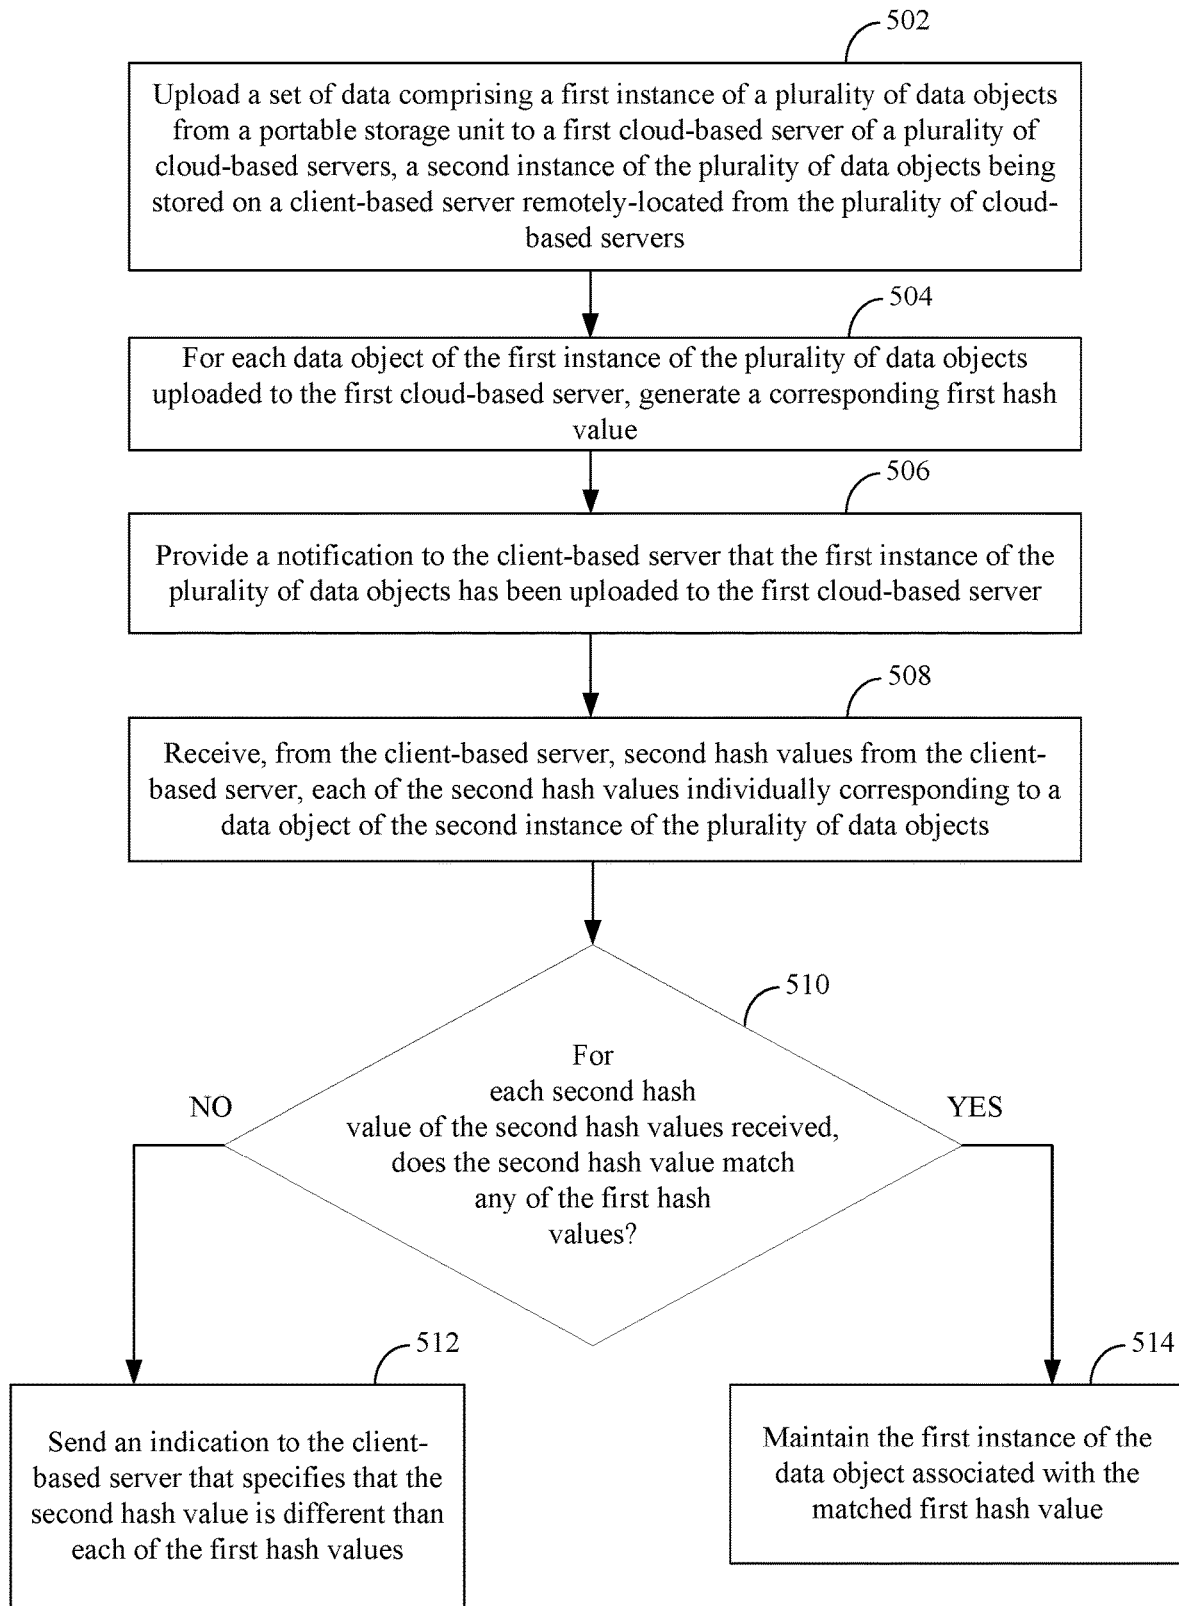 502
Upload a set of data comprising a first instance of a plurality of data objects
from a portable storage unit to a first cloud-based server of a plurality of
cloud-based servers, a second instance of the plurality of data objects being
stored on a client-based server remotely-located from the plurality of cloud-
based servers
504
For each data object of the first instance of the plurality of data objects
uploaded to the first cloud-based server, generate a corresponding first hash
value
506
Provide a notification to the client-based server that the first instance of the
plurality of data objects has been uploaded to the first cloud-based server
508
Receive, from the client-based server, second hash values from the client-
based server, each of the second hash values individually corresponding to a
data object of the second instance of the plurality of data objects
510
For
each second hash
value of the second hash values received,
does the second hash value match
any of the first hash
values?
NO
YES
512
Send an indication to the client-
based server that specifies that the
second hash value is different than
each of the first hash values
514
Maintain the first instance of the
data object associated with the
matched first hash value